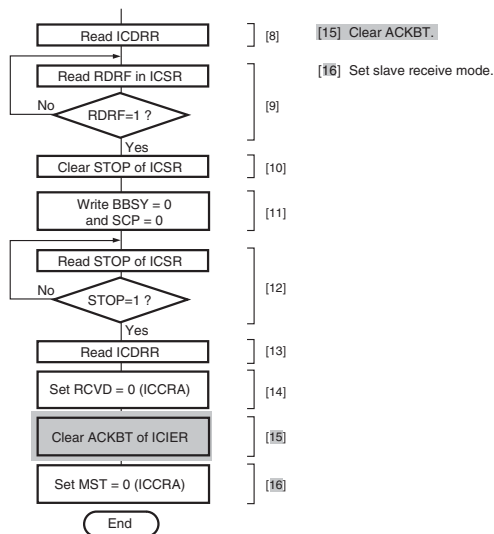 Read ICDRR [8] [15] Clear ACKBT.
Read RDRF in ICSR [16] Set slave receive mode.
[9]
No RDRF=1 ?
Yes
Clear STOP of ICSR [10]
Write BBSY = 0
and SCP = 0 [11]
Read STOP of ICSR
[12]
No STOP=1 ?
Yes
Read ICDRR [13]
Set RCVD = 0 (ICCRA) [14]
Clear ACKBT of ICIER [15]
Set MST = 0 (ICCRA) [16]
End